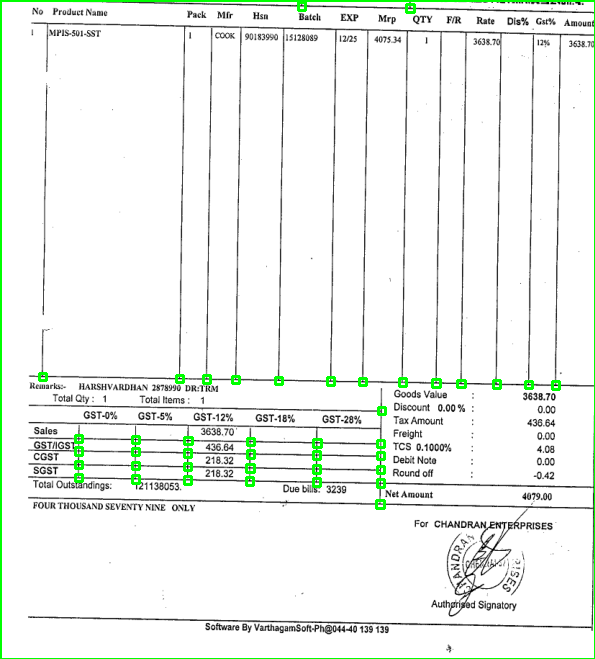 No Product Name Pack Mfr Hsn Batch EXP Mrp QTY F/R Rate Dis% Gst% Amount
1 MPIS-501-SST 1 COOK 90183990 15128089 12/25 4075.34 1 3638.70 12% 3638.70
Remarks:- HARSHVARDHAN 2878990 DR:TRM
Total Qty : 1 Total Items : 1
GST-0% GST-5% GST-12% GST-18% GST-28%
Sales 3638.70
GST/IGST 436.64
CGST 218.32
SGST 218.32
Total Outstandings: 121138053. Due bills: 3239
Goods Value : 3638.70
Discount 0.00 % : 0.00
Tax Amount : 436.64
Freight : 0.00
TCS 0.1000% : 4.08
Debit Note : 0.00
Round off : -0.42
Net Amount 4079.00
FOUR THOUSAND SEVENTY NINE ONLY
For CHANDRAN ENTERPRISES
Authorised Signatory
Software By VarthagamSoft-Ph@044-40 139 139